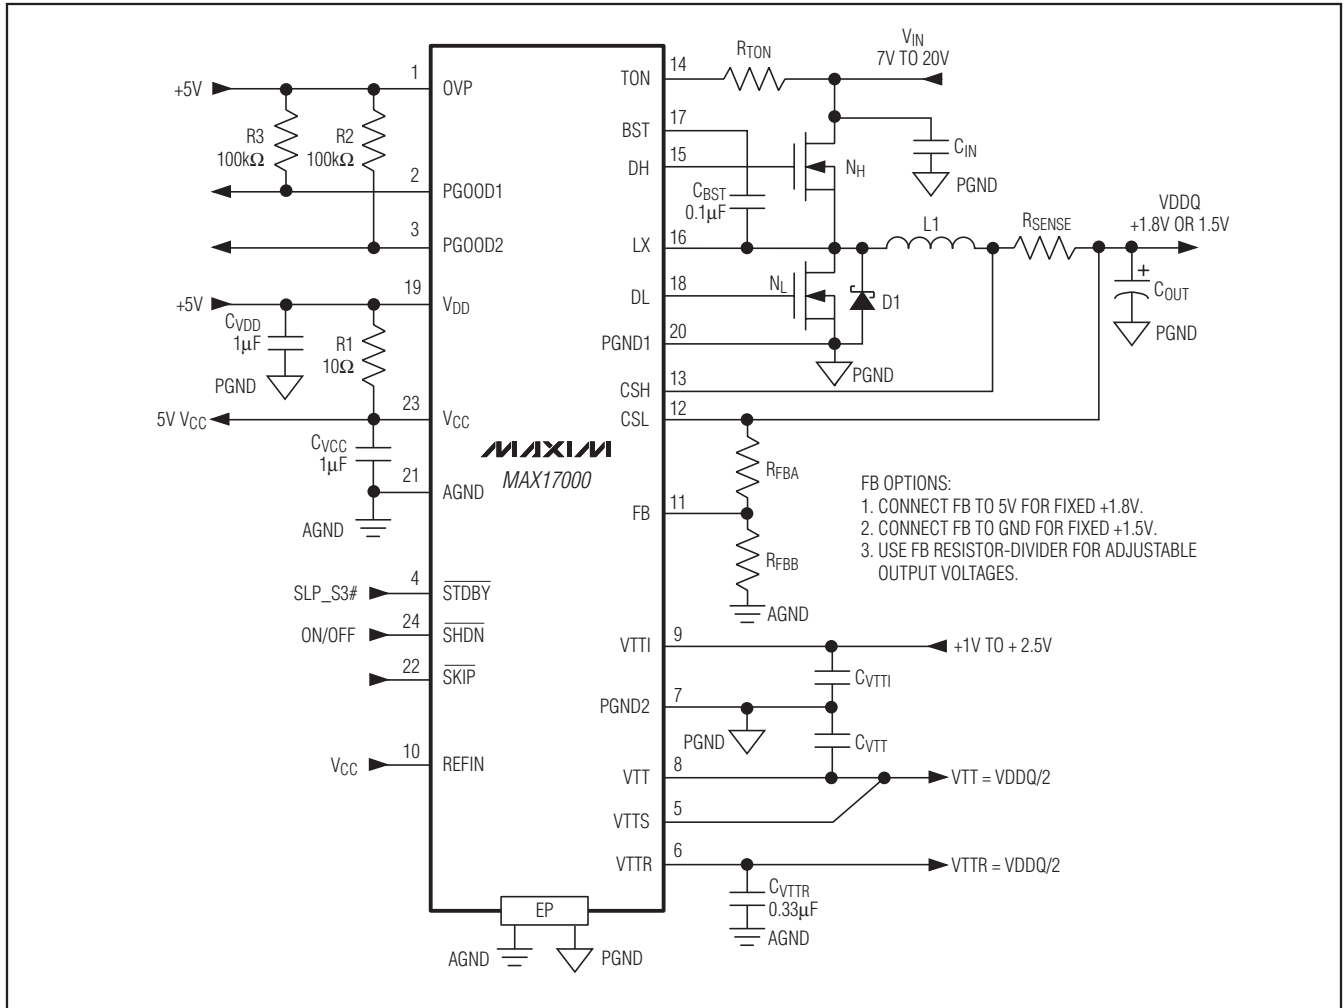 +5V
1
OVP
R3
100kΩ
R2
100kΩ
2
PGOOD1
3
PGOOD2
+5V
19
VDD
CVDD
1µF
PGND
R1
10Ω
5V VCC
23
VCC
CVCC
1µF
21
AGND
AGND
SLP_S3#
4
STDBY
ON/OFF
24
SHDN
22
SKIP
VCC
10
REFIN
MAXIM
MAX17000
EP
AGND
PGND
TON
14
RTON
VIN
7V TO 20V
BST
17
DH
15
NH
CIN
PGND
CBST
0.1µF
LX
16
L1
RSENSE
VDDQ
+1.8V OR 1.5V
DL
18
NL
D1
+
COUT
PGND
PGND1
20
PGND
CSH
13
CSL
12
RFBA
FB
11
RFBB
AGND
FB OPTIONS:
1. CONNECT FB TO 5V FOR FIXED +1.8V.
2. CONNECT FB TO GND FOR FIXED +1.5V.
3. USE FB RESISTOR-DIVIDER FOR ADJUSTABLE
OUTPUT VOLTAGES.
VTTI
9
+1V TO + 2.5V
CVTTI
PGND2
7
PGND
CVTT
VTT
8
VTT = VDDQ/2
VTTS
5
VTTR
6
VTTR = VDDQ/2
CVTTR
0.33µF
AGND